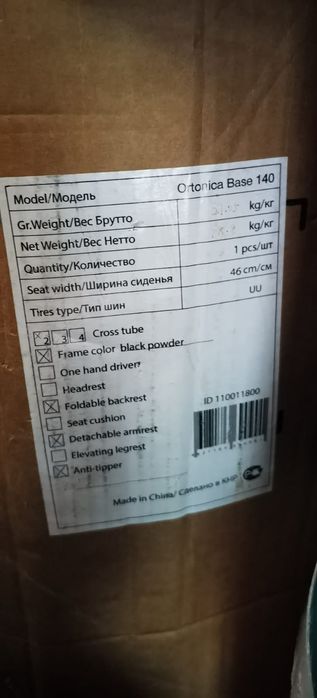 Model/Модель Ortonica Base 140
Gr.Weight/Вес Брутто kg/кг
Net Weight/Вес Нетто kg/кг
Quantity/Количество 1 pcs/шт
Seat width/Ширина сиденья 46 cm/см
Tires type/Тип шин UU
2 3 4 Cross tube
Frame color black powder
One hand driver
Headrest
Foldable backrest
Seat cushion
Detachable armrest
Elevating legrest
Anti-tipper
ID 110011800
Made in China/ Сделано в КНР